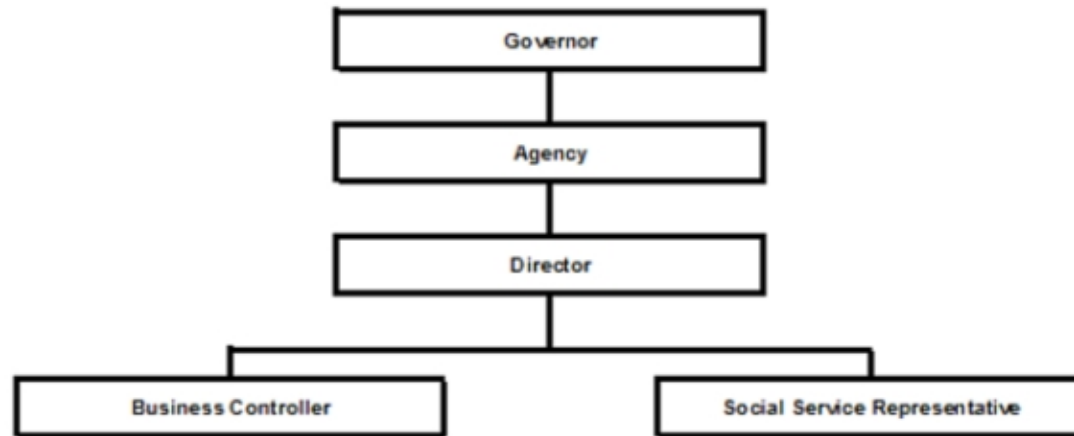 Governor
Agency
Director
Business Controller
Social Service Representative